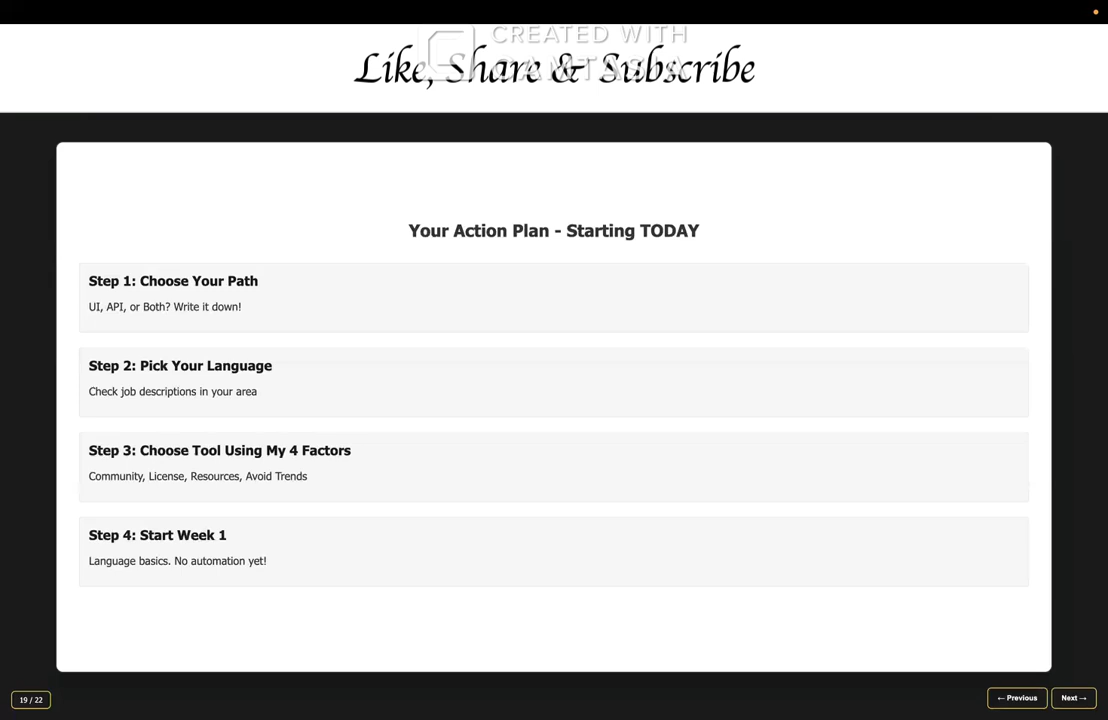 CREATED WITH
CAMTASIA
Like, Share & Subscribe
Your Action Plan - Starting TODAY
Step 1: Choose Your Path
UI, API, or Both? Write it down!
Step 2: Pick Your Language
Check job descriptions in your area
Step 3: Choose Tool Using My 4 Factors
Community, License, Resources, Avoid Trends
Step 4: Start Week 1
Language basics. No automation yet!
19 / 22
← Previous
Next →